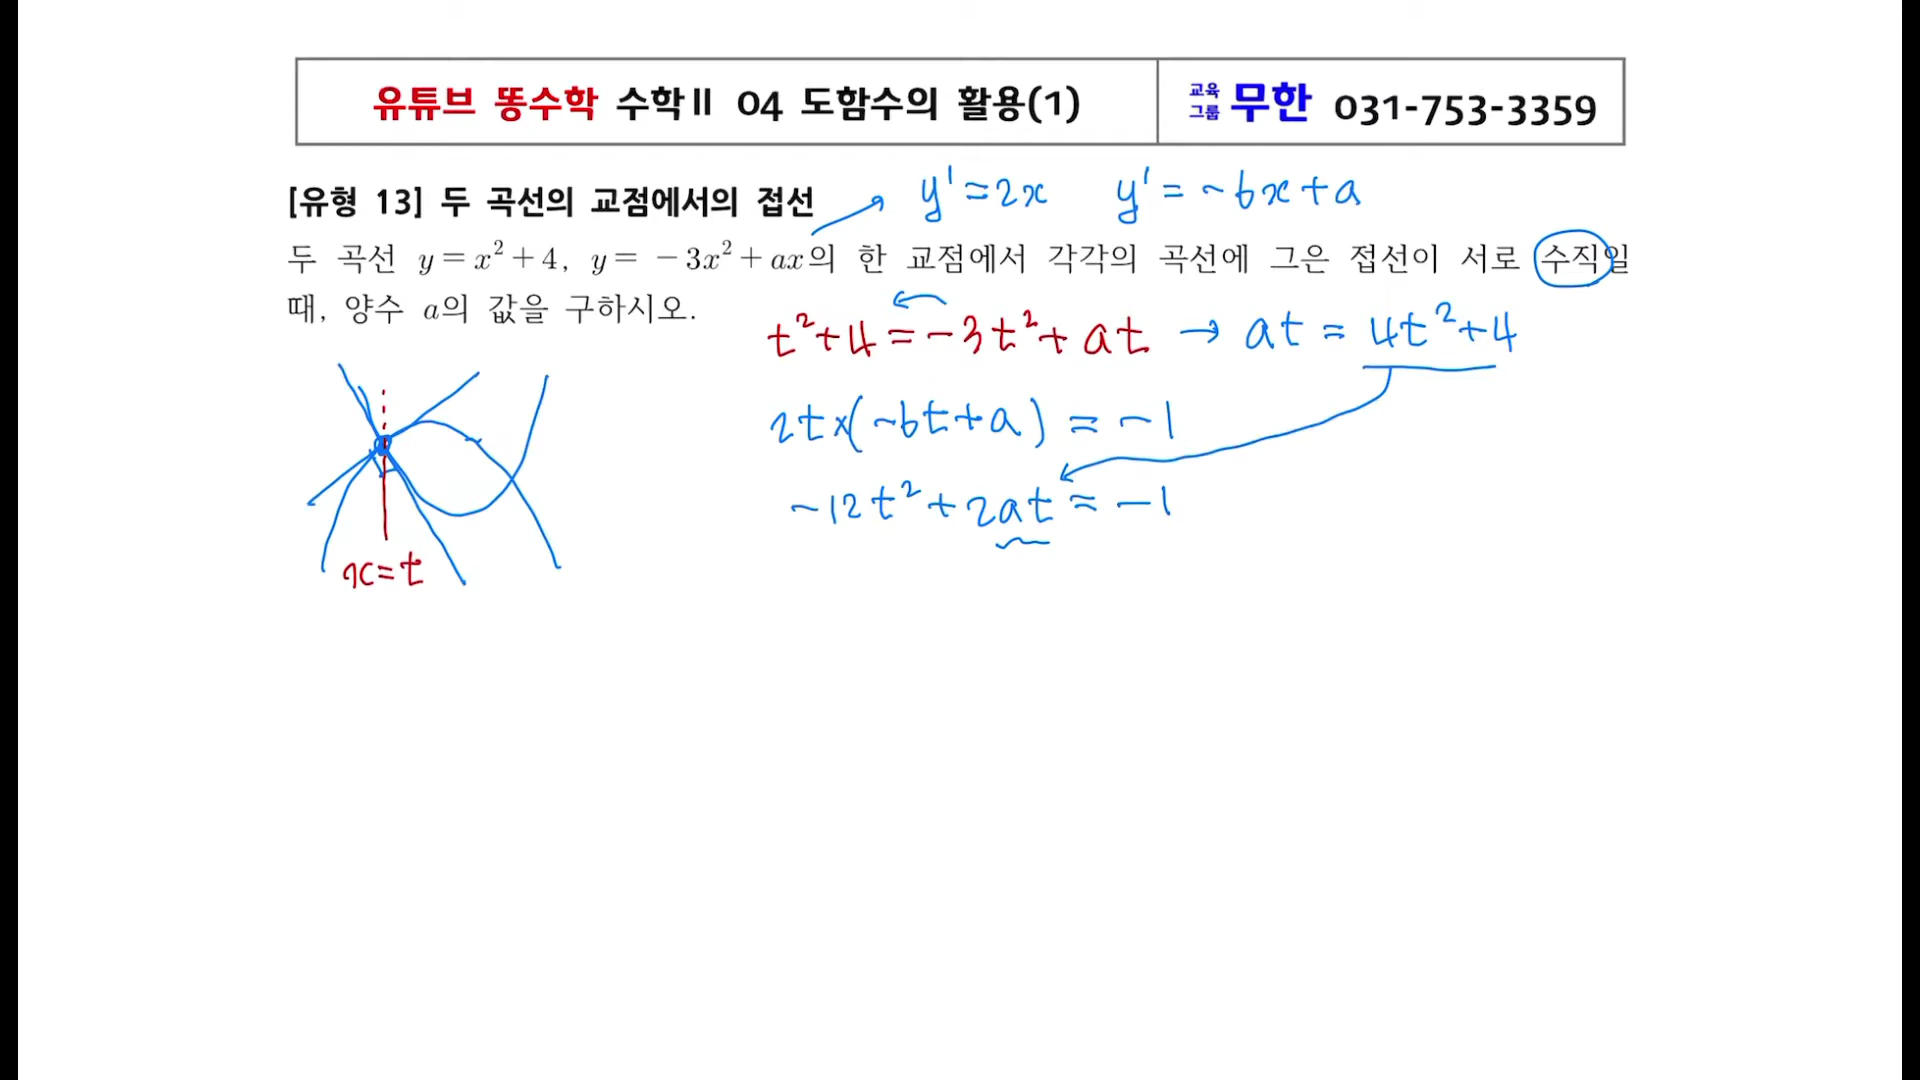 유튜브 똥수학 수학Ⅱ 04 도함수의 활용(1)
교육그룹 무한 031-753-3359
[유형 13] 두 곡선의 교점에서의 접선
y'=2x y'=-6x+a
두 곡선 y=x²+4, y=-3x²+ax의 한 교점에서 각각의 곡선에 그은 접선이 서로 수직일
때, 양수 a의 값을 구하시오.
t²+4=-3t²+at → at=4t²+4
2t×(-6t+a)=-1
-12t²+2at=-1
x=t